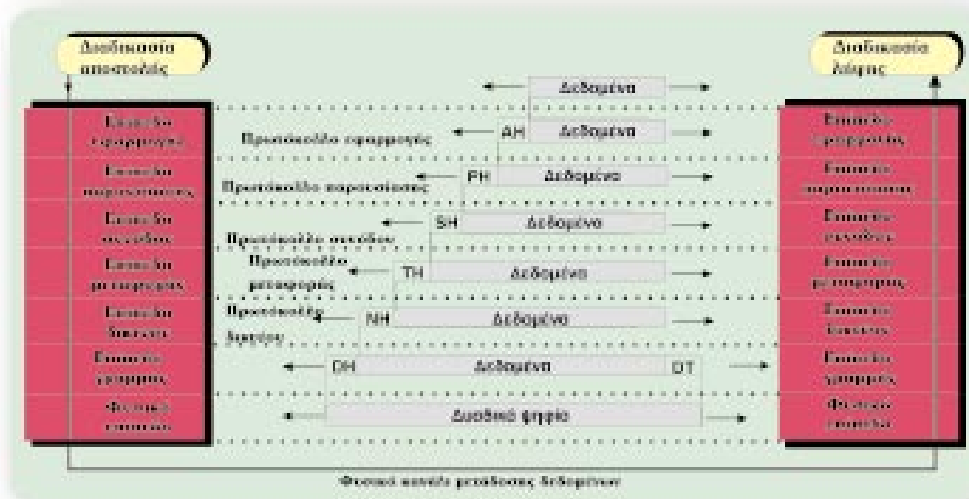 Διαδικασία
αποστολής
Διαδικασία
λήψης
Δεδομένα
Επίπεδο
εφαρμογής
Πρωτόκολλο εφαρμογής
AH Δεδομένα
Επίπεδο
εφαρμογής
Επίπεδο
παρουσίασης
Πρωτόκολλο παρουσίασης
PH Δεδομένα
Επίπεδο
παρουσίασης
Επίπεδο
συνόδου
Πρωτόκολλο συνόδου
SH Δεδομένα
Επίπεδο
συνόδου
Επίπεδο
μεταφοράς
Πρωτόκολλο
μεταφοράς
TH Δεδομένα
Επίπεδο
μεταφοράς
Επίπεδο
δικτύου
Πρωτόκολλο
δικτύου
NH Δεδομένα
Επίπεδο
δικτύου
Επίπεδο
γραμμής
DH Δεδομένα DT
Επίπεδο
γραμμής
Φυσικό
επίπεδο
Δυαδικά ψηφία
Φυσικό
επίπεδο
Φυσικό κανάλι μετάδοσης δεδομένων